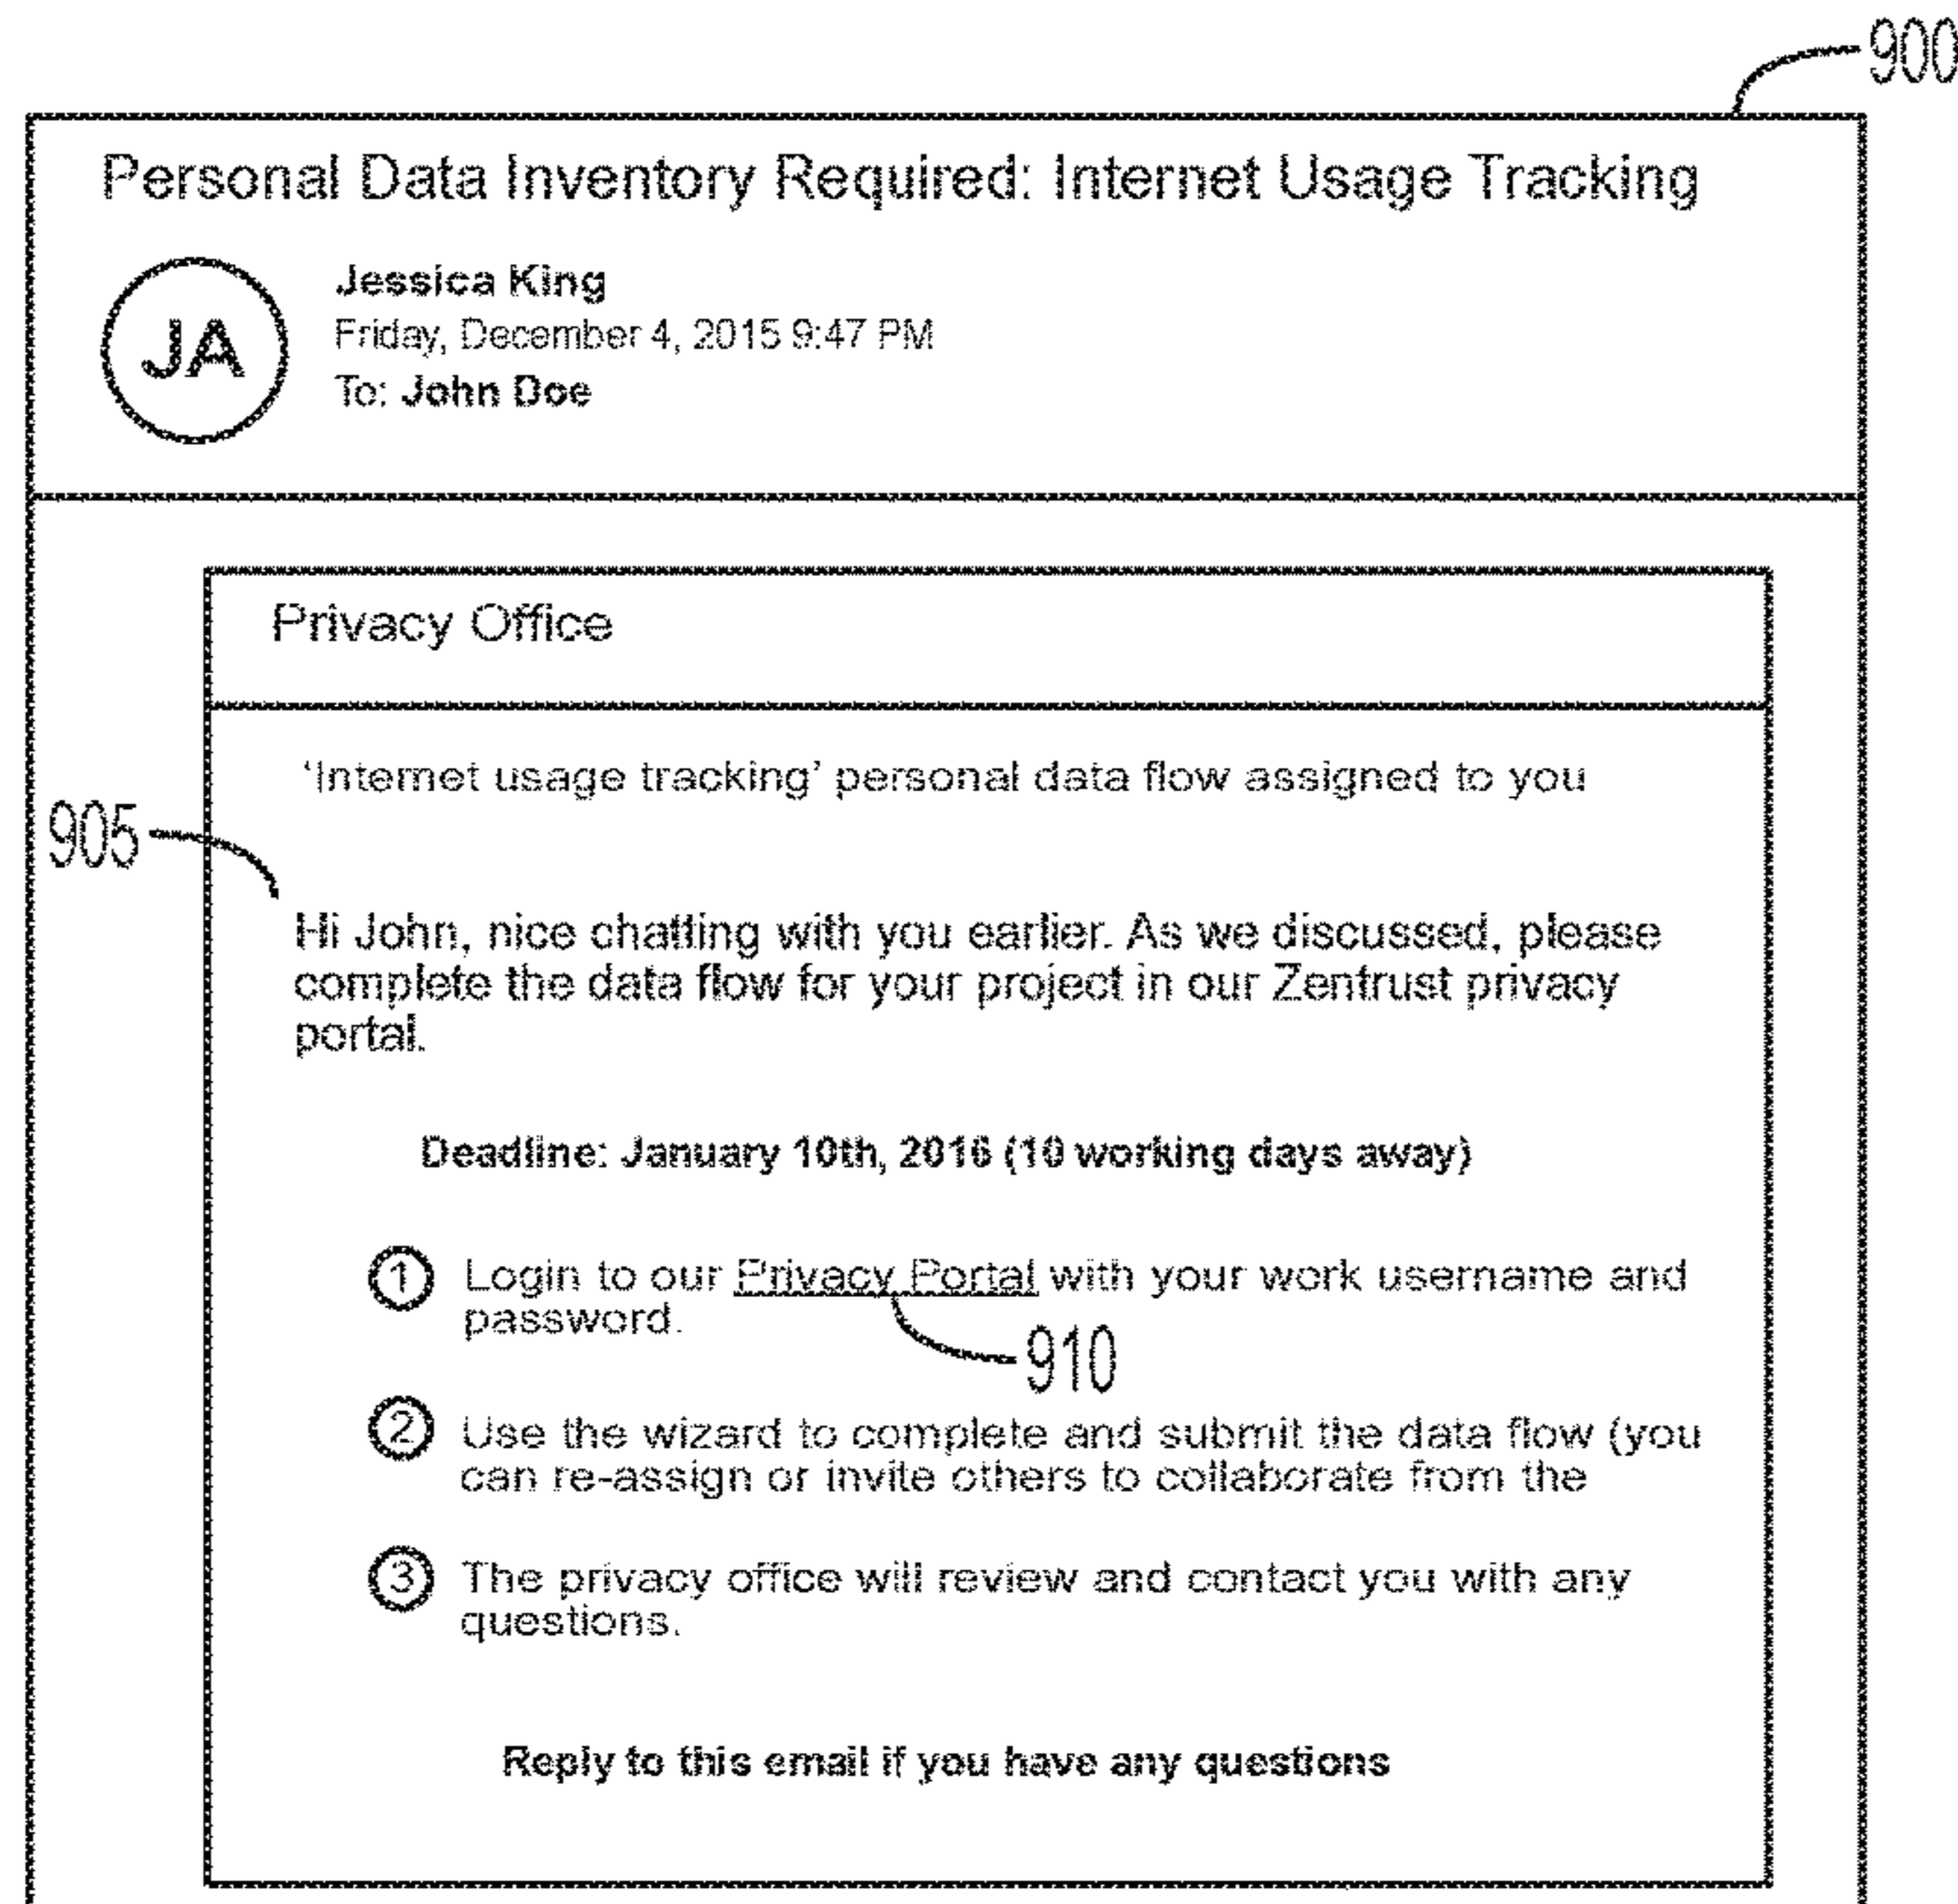 900
Personal Data Inventory Required: Internet Usage Tracking
JA
Jessica King
Friday, December 4, 2015 9:47 PM
To: John Doe
Privacy Office
'Internet usage tracking' personal data flow assigned to you
905
Hi John, nice chatting with you earlier. As we discussed, please
complete the data flow for your project in our Zentrust privacy
portal.
Deadline: January 10th, 2016 (10 working days away)
1 Login to our Privacy Portal with your work username and
password.
910
2 Use the wizard to complete and submit the data flow (you
can re-assign or invite others to collaborate from the
3 The privacy office will review and contact you with any
questions.
Reply to this email if you have any questions